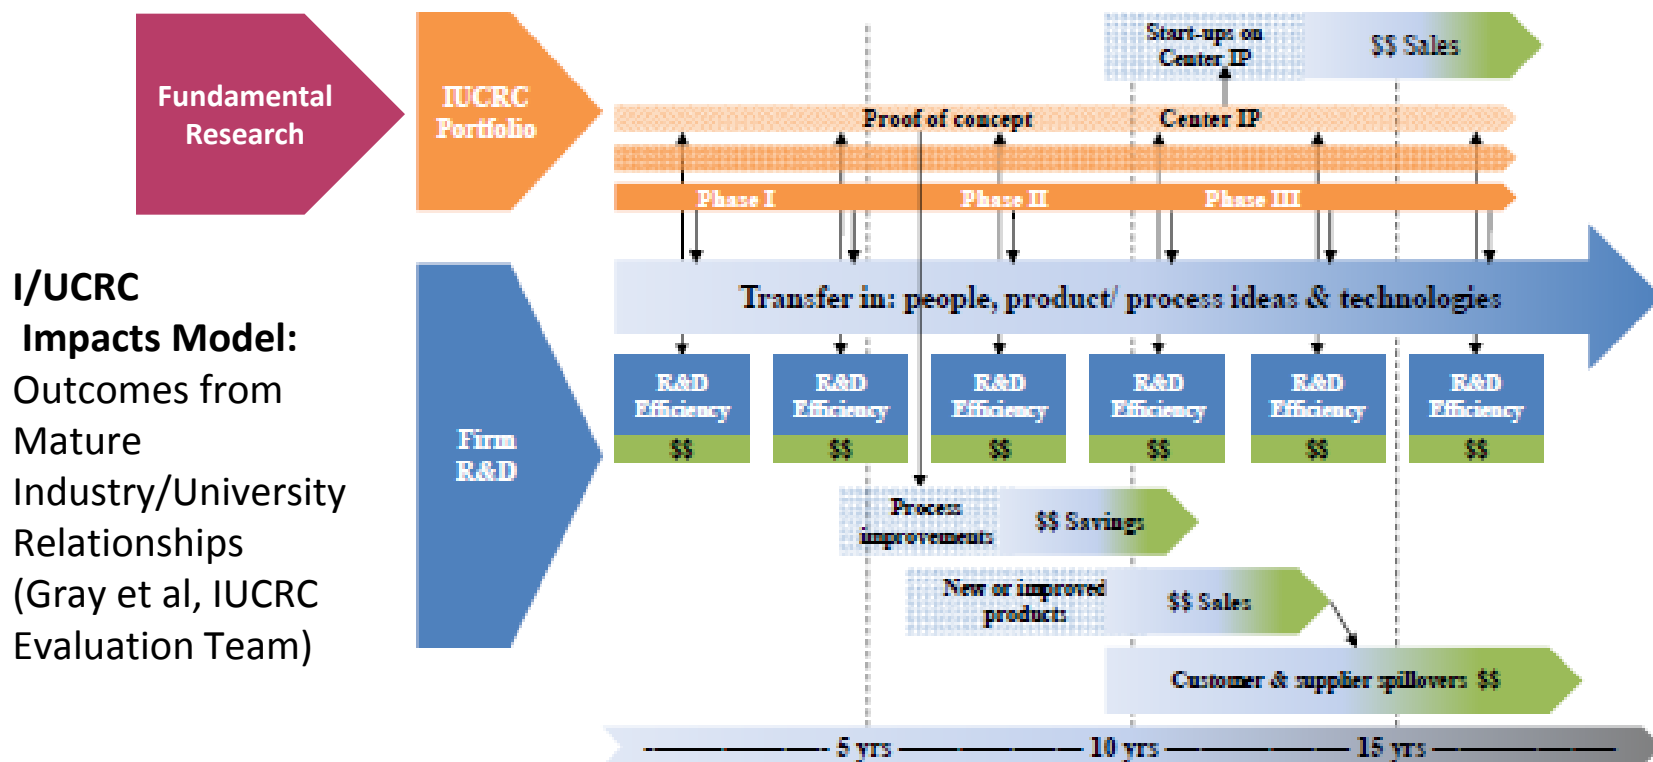 Fundamental
Research
IUCRC
Portfolio
Start-ups on
Center IP
$$ Sales
Proof of concept
Center IP
Phase I
Phase II
Phase III
I/UCRC
Impacts Model:
Outcomes from
Mature
Industry/University
Relationships
(Gray et al, IUCRC
Evaluation Team)
Firm
R&D
Transfer in: people, product/ process ideas & technologies
R&D
Efficiency
$$
R&D
Efficiency
$$
R&D
Efficiency
$$
R&D
Efficiency
$$
R&D
Efficiency
$$
R&D
Efficiency
$$
Process
improvements
$$ Savings
New or improved
products
$$ Sales
Customer & supplier spillovers $$
5 yrs
10 yrs
15 yrs